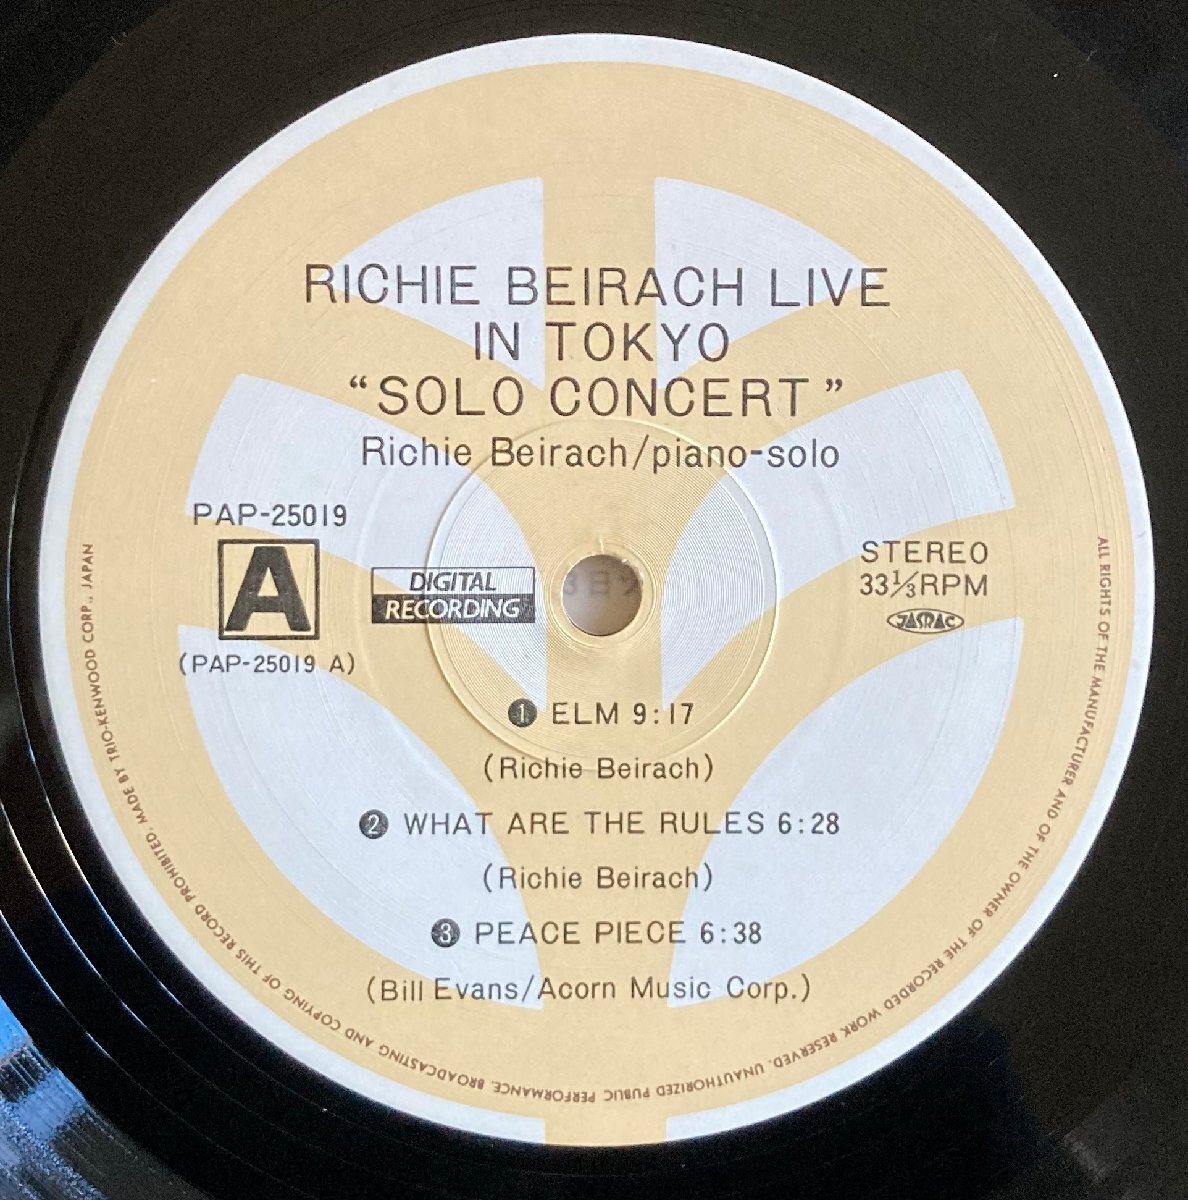 RICHIE BEIRACH LIVE
IN TOKYO
“SOLO CONCERT”
Richie Beirach/piano-solo
PAP-25019
A
(PAP-25019 A)
DIGITAL
RECORDING
STEREO
33⅓RPM
JASRAC
❶ ELM 9:17
(Richie Beirach)
❷ WHAT ARE THE RULES 6:28
(Richie Beirach)
❸ PEACE PIECE 6:38
(Bill Evans/Acorn Music Corp.)
ALL RIGHTS OF THE MANUFACTURER AND OF THE OWNER OF THE RECORDED WORK RESERVED. UNAUTHORIZED PUBLIC PERFORMANCE, BROADCASTING AND COPYING OF THIS RECORD PROHIBITED. MADE BY TRIO-KENWOOD CORP., JAPAN